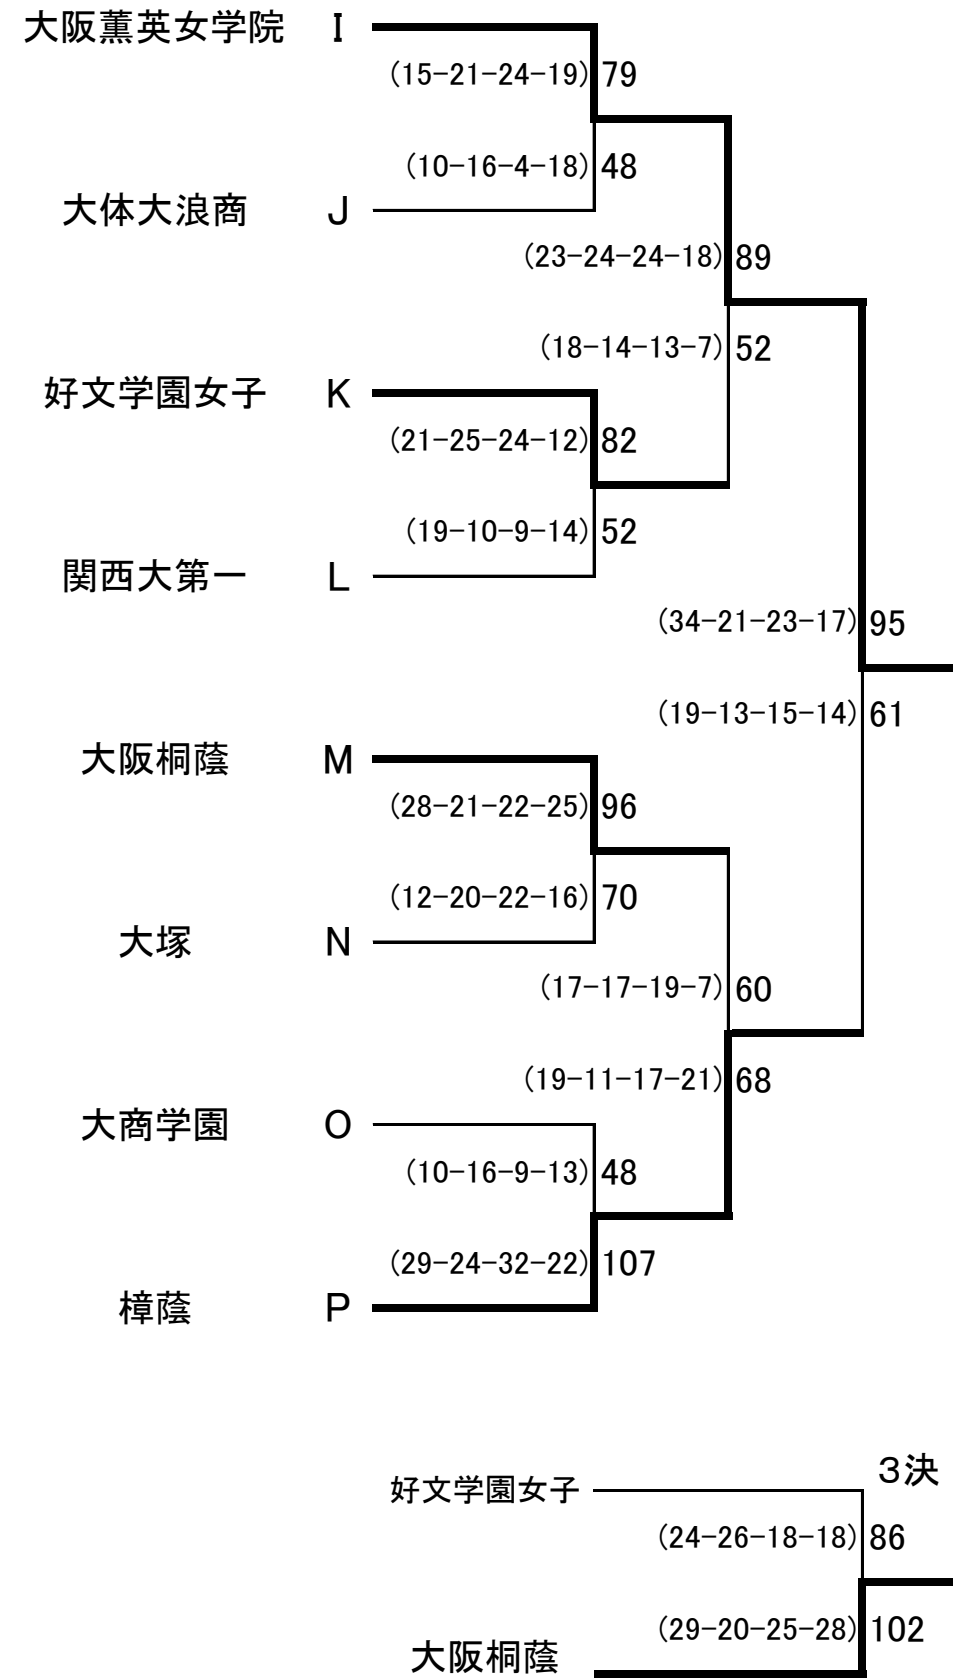 大阪薫英女学院 I
(15-21-24-19) 79
(10-16-4-18) 48
大体大浪商 J
(23-24-24-18) 89
(18-14-13-7) 52
好文学園女子 K
(21-25-24-12) 82
(19-10-9-14) 52
関西大第一 L
(34-21-23-17) 95
(19-13-15-14) 61
大阪桐蔭 M
(28-21-22-25) 96
(12-20-22-16) 70
大塚 N
(17-17-19-7) 60
(19-11-17-21) 68
大商学園 O
(10-16-9-13) 48
(29-24-32-22) 107
樟蔭 P
3決
好文学園女子
(24-26-18-18) 86
(29-20-25-28) 102
大阪桐蔭